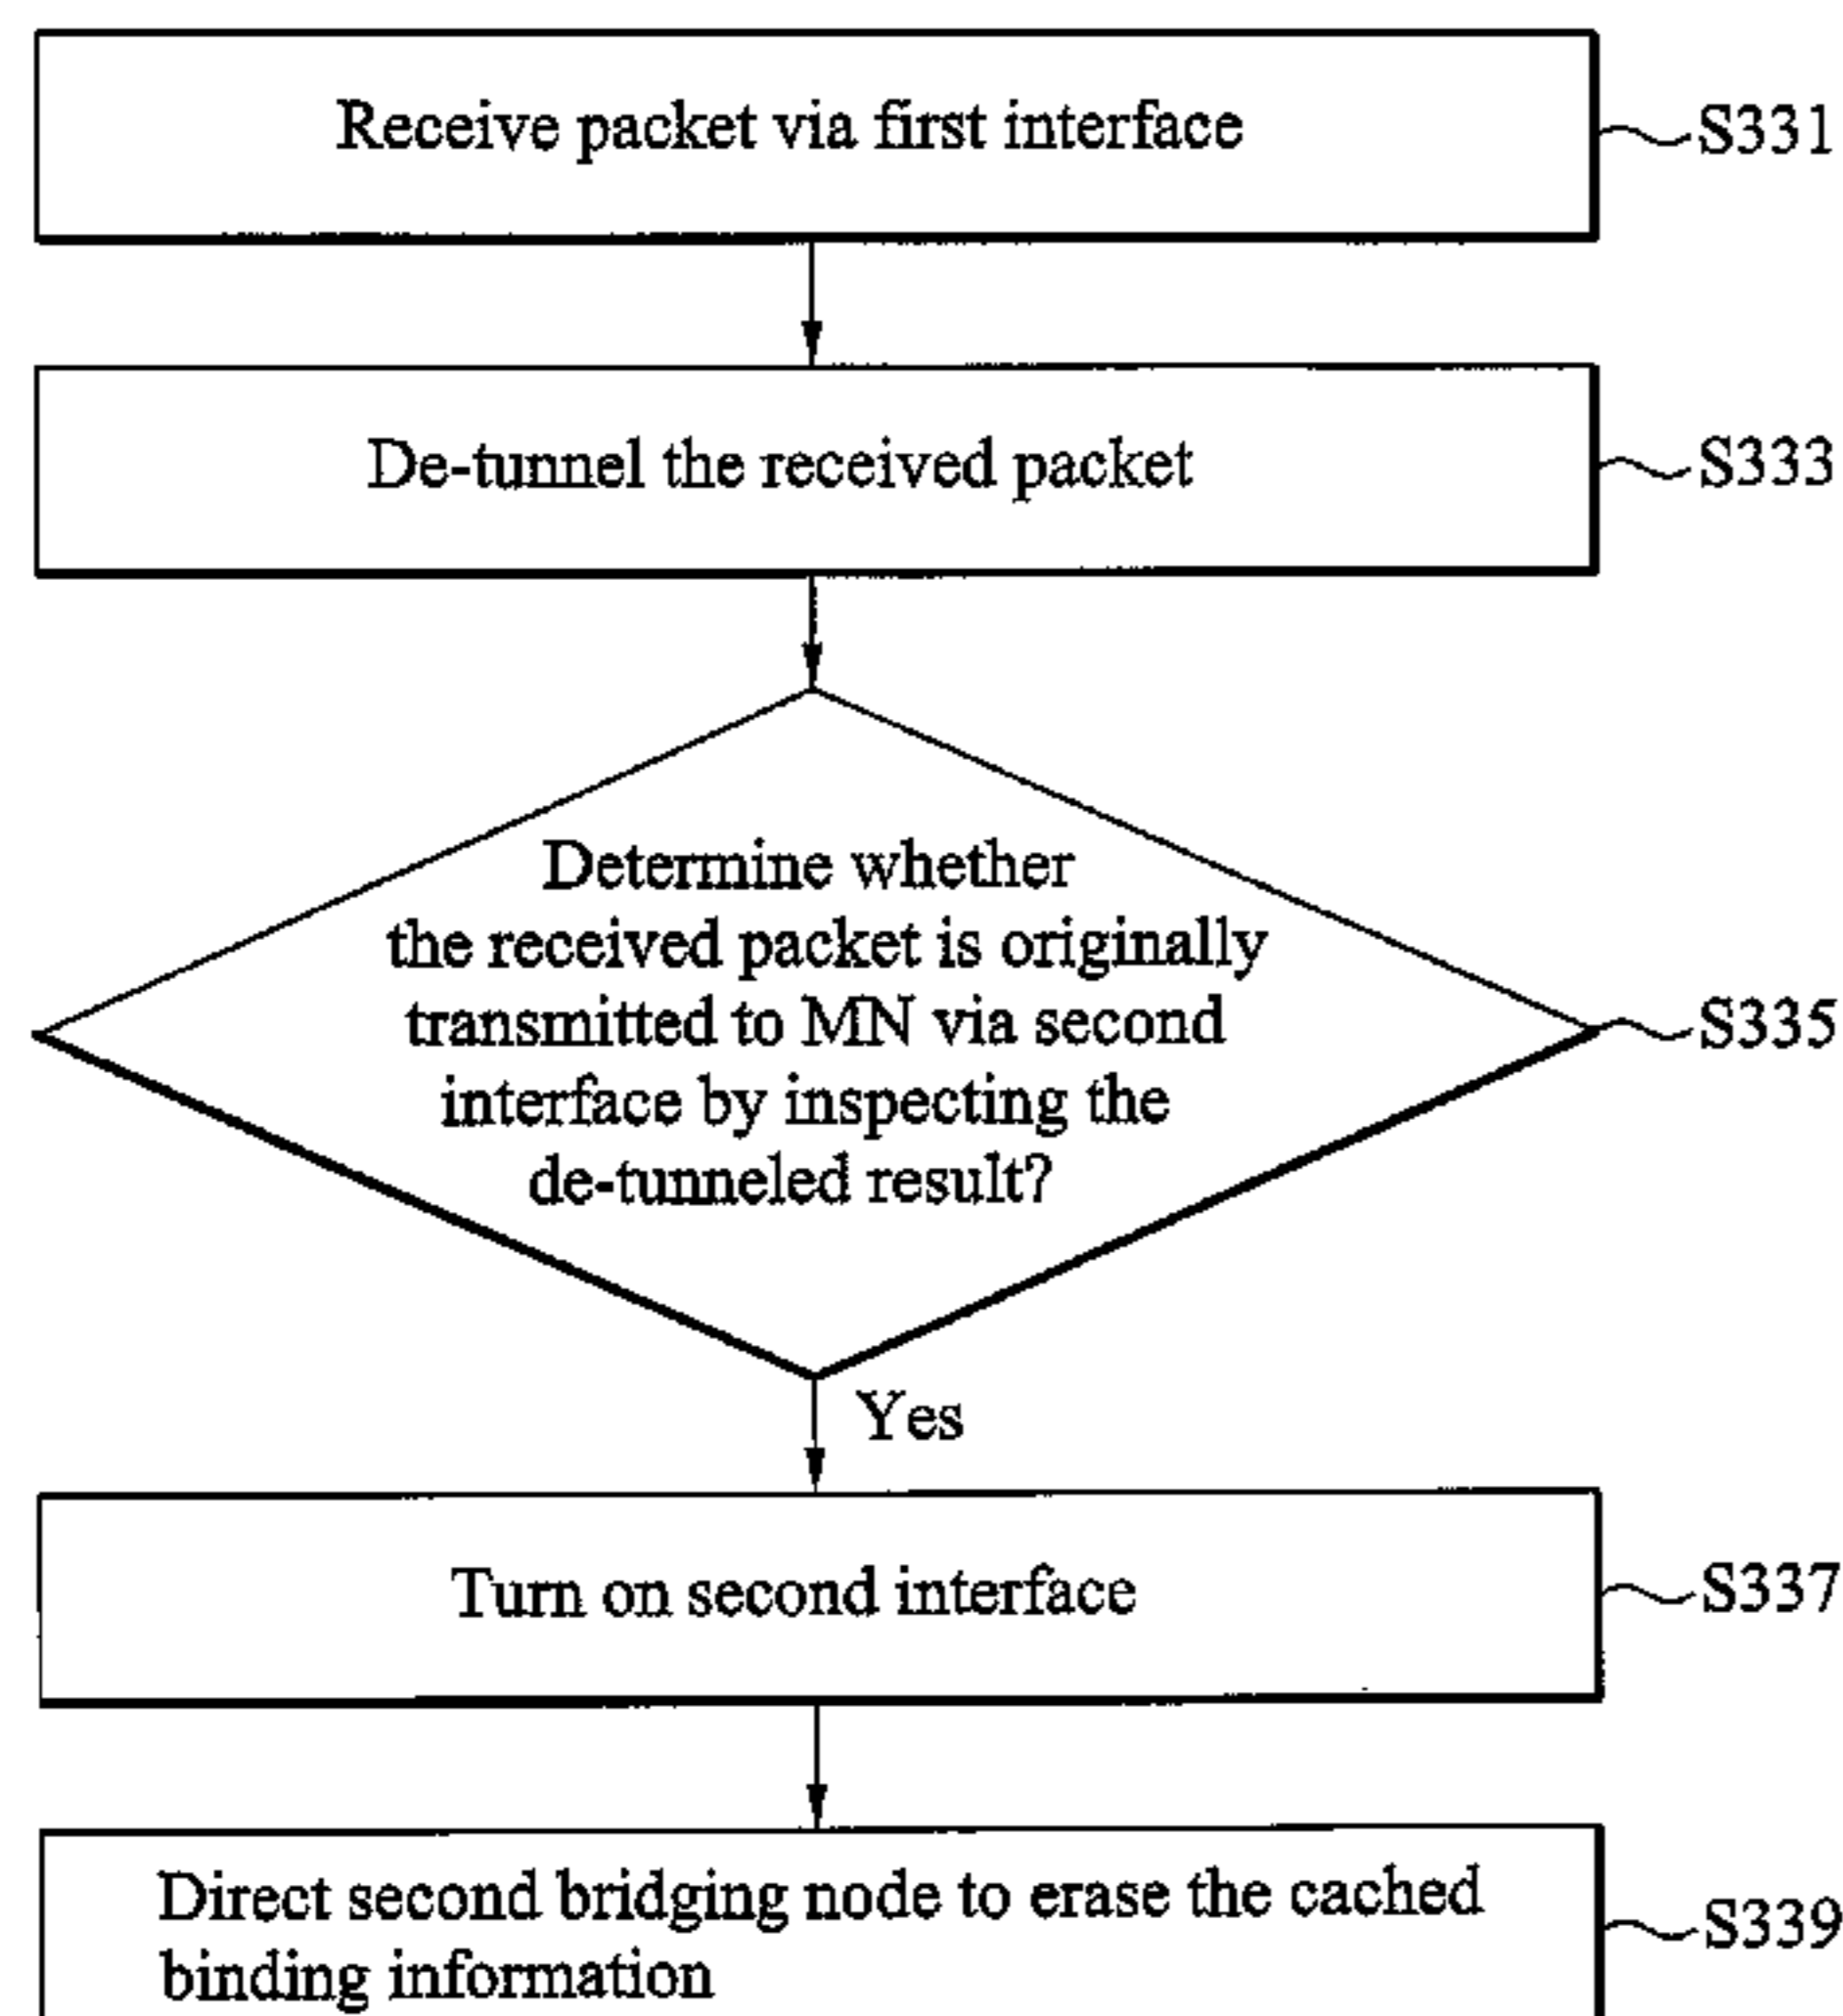 Receive packet via first interface
S331
De-tunnel the received packet
S333
Determine whether
the received packet is originally
transmitted to MN via second
interface by inspecting the
de-tunneled result?
S335
Yes
Turn on second interface
S337
Direct second bridging node to erase the cached
binding information
S339